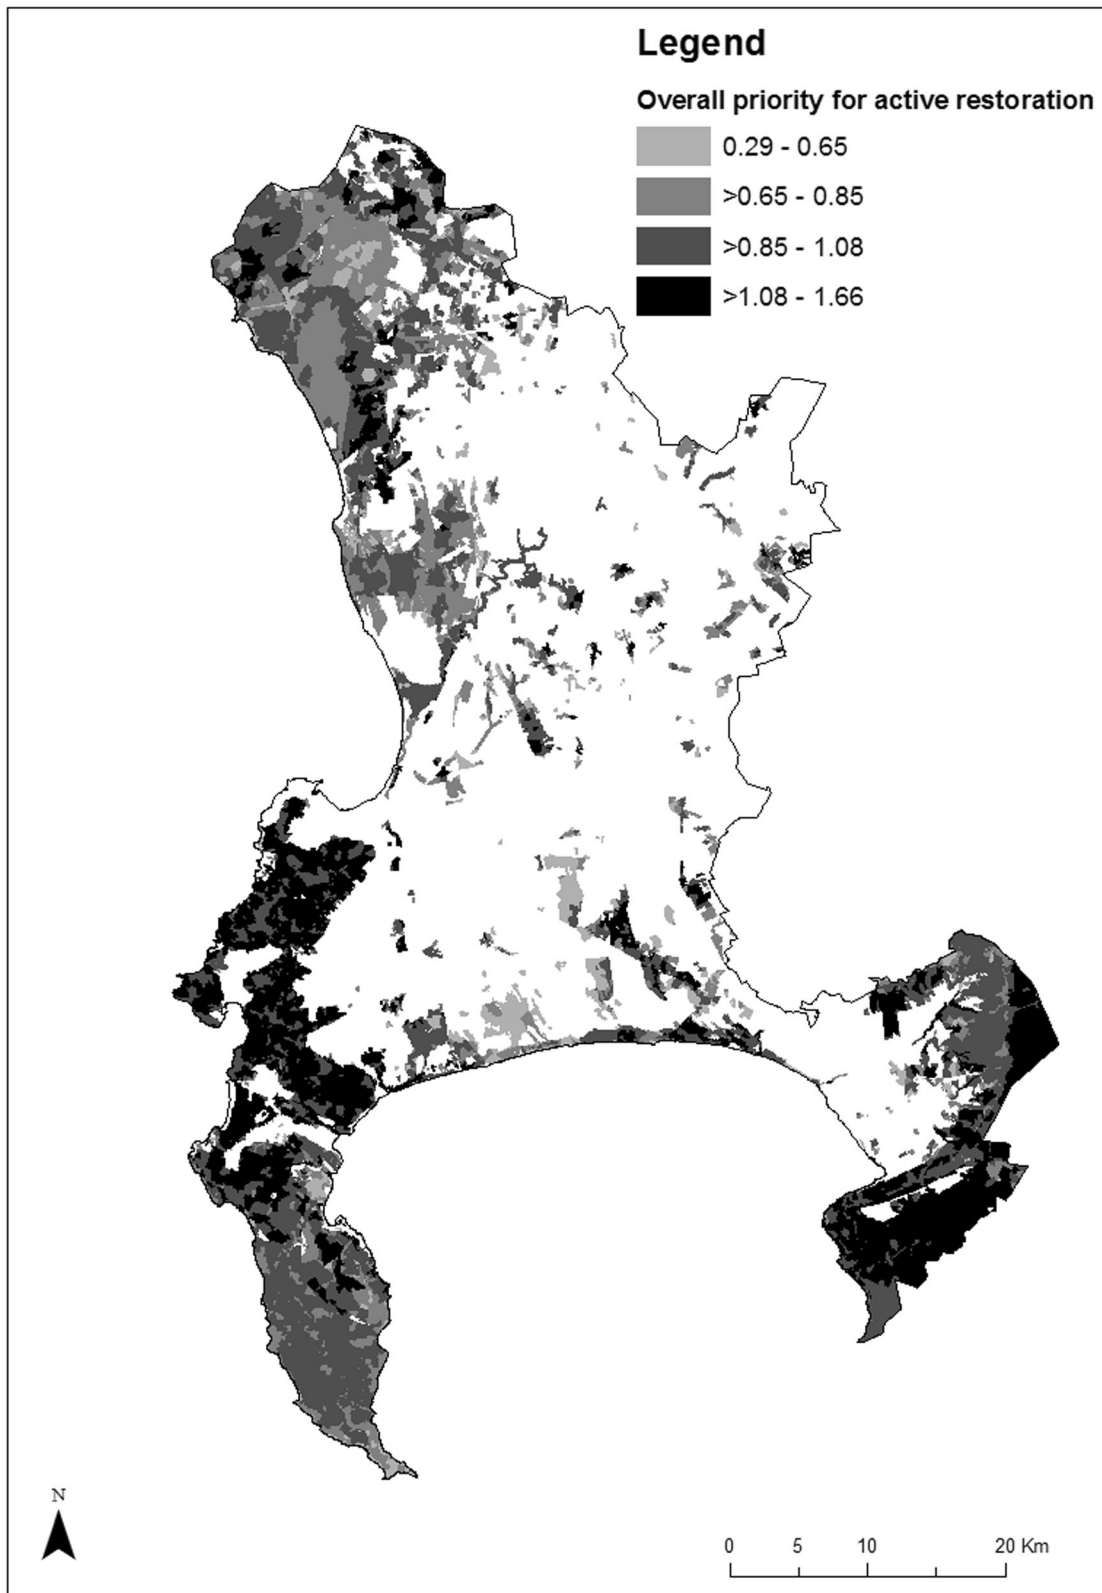 Legend
Overall priority for active restoration
0.29 - 0.65
>0.65 - 0.85
>0.85 - 1.08
>1.08 - 1.66
N
0 5 10 20 Km